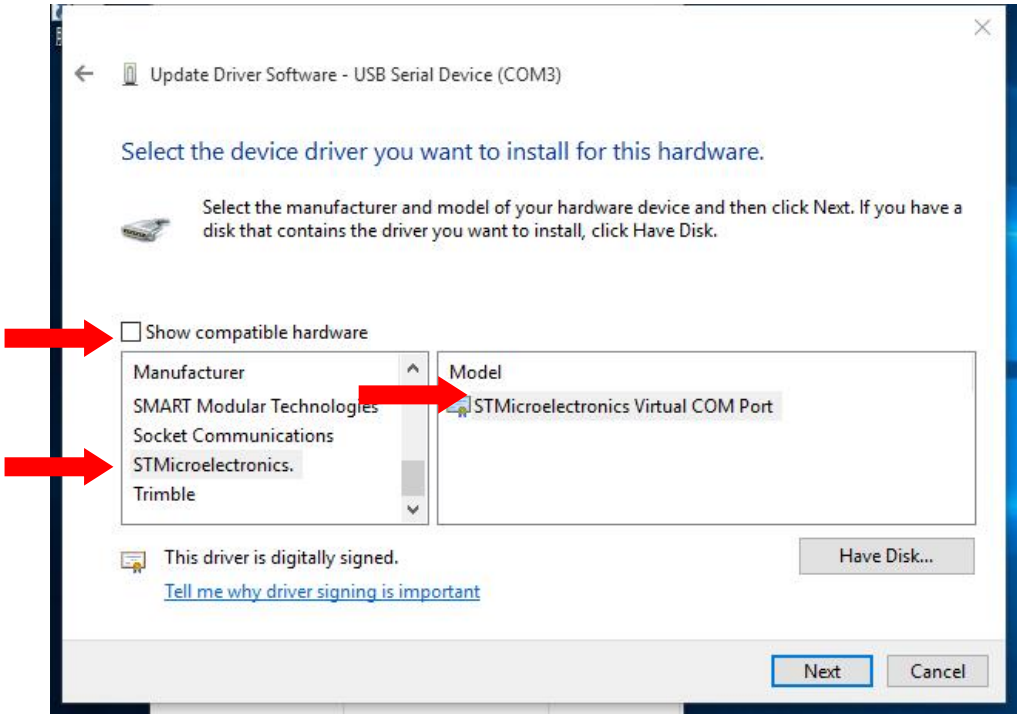 Update Driver Software - USB Serial Device (COM3)
Select the device driver you want to install for this hardware.
Select the manufacturer and model of your hardware device and then click Next. If you have a
disk that contains the driver you want to install, click Have Disk.
Show compatible hardware
Manufacturer
SMART Modular Technologies
Socket Communications
STMicroelectronics.
Trimble
Model
STMicroelectronics Virtual COM Port
This driver is digitally signed.
Tell me why driver signing is important
Have Disk...
Next
Cancel